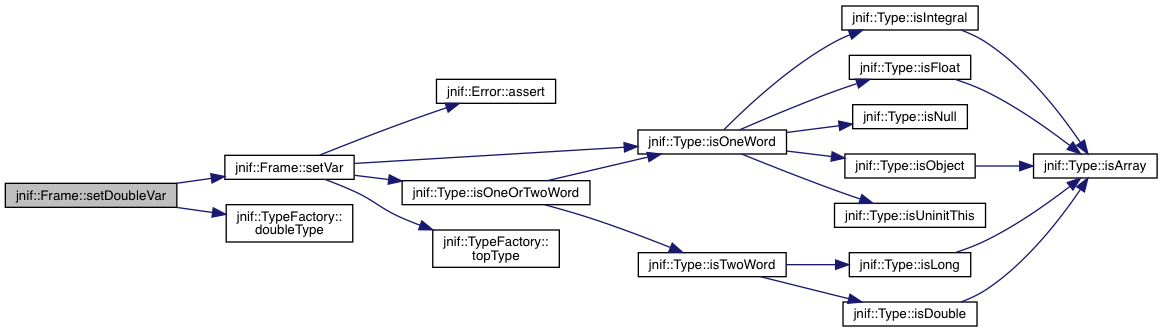 jnif::Frame::setDoubleVar
jnif::Frame::setVar
jnif::TypeFactory::
doubleType
jnif::Error::assert
jnif::Type::isOneOrTwoWord
jnif::TypeFactory::
topType
jnif::Type::isOneWord
jnif::Type::isTwoWord
jnif::Type::isIntegral
jnif::Type::isFloat
jnif::Type::isNull
jnif::Type::isObject
jnif::Type::isUninitThis
jnif::Type::isLong
jnif::Type::isDouble
jnif::Type::isArray